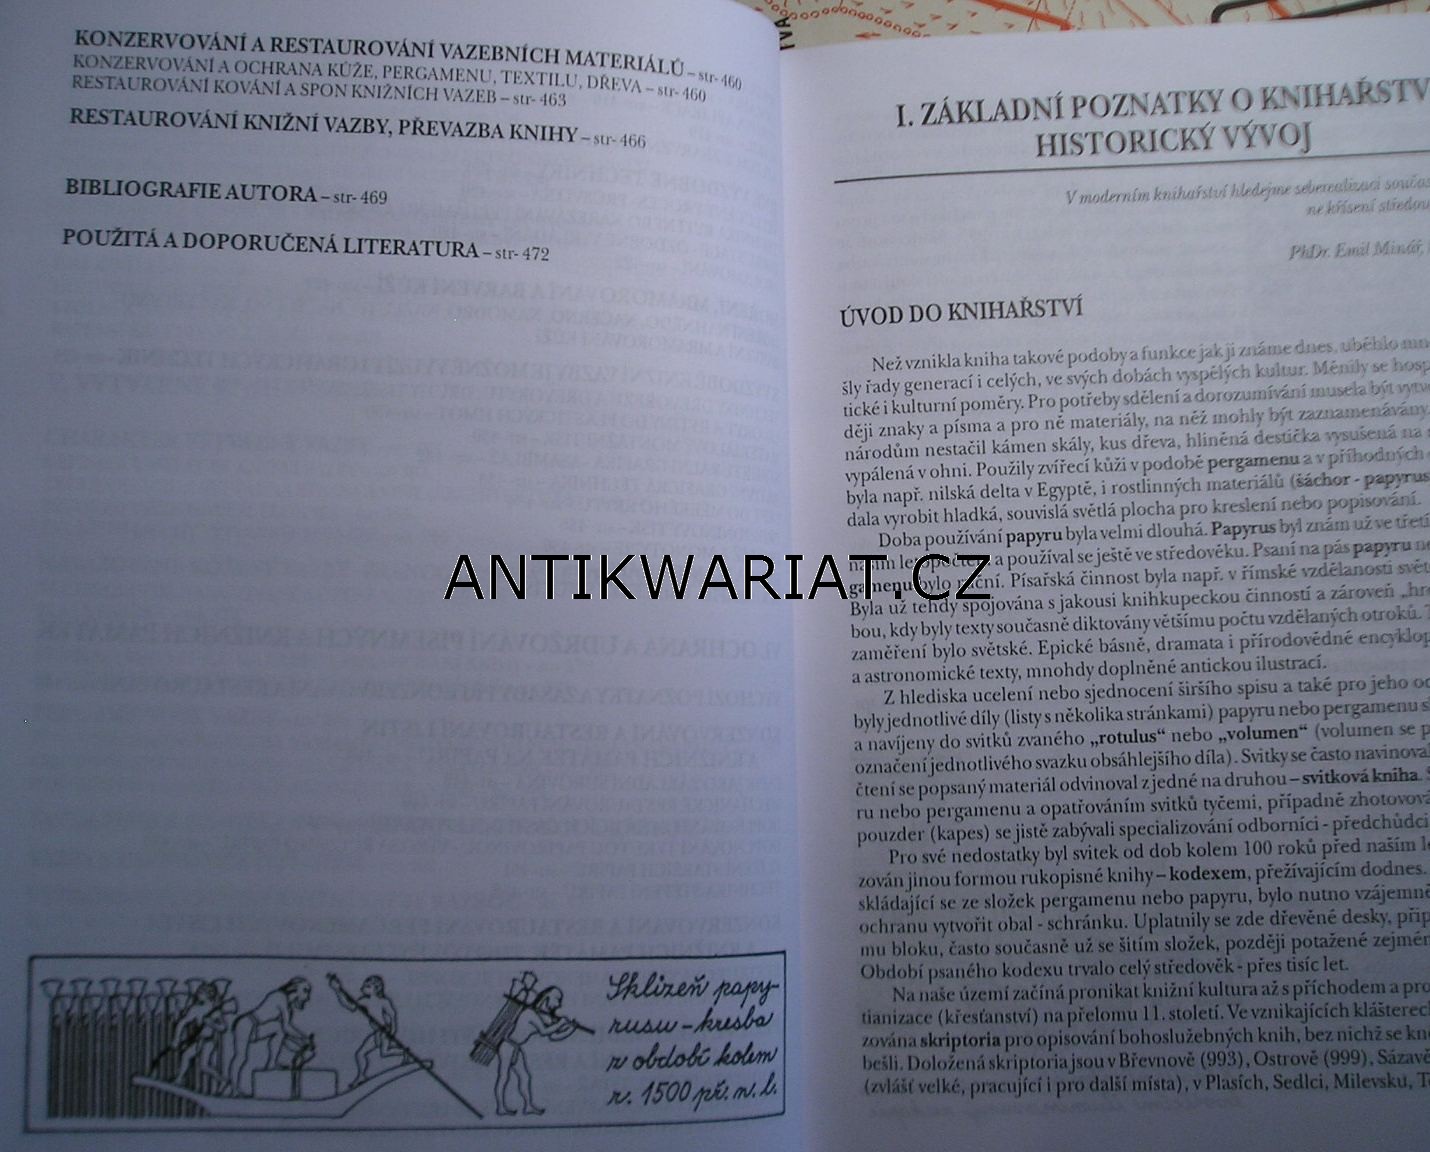 KONZERVOVÁNÍ A RESTAUROVÁNÍ VAZEBNÍCH MATERIÁLŮ – str- 460
KONZERVOVÁNÍ A OCHRANA KŮŽE, PERGAMENU, TEXTILU, DŘEVA – str- 460
RESTAUROVÁNÍ KOVÁNÍ A SPON KNIŽNÍCH VAZEB – str- 463
RESTAUROVÁNÍ KNIŽNÍ VAZBY, PŘEVAZBA KNIHY – str- 466
BIBLIOGRAFIE AUTORA – str- 469
POUŽITÁ A DOPORUČENÁ LITERATURA – str- 472
Sklizeň papy-
rusu – kresba
z období kolem
r. 1500 př. n. l.
ANTIKWARIAT.CZ
I. ZÁKLADNÍ POZNATKY O KNIHAŘSTV
HISTORICKÝ VÝVOJ
V moderním knihařství hledejme seberealizaci součas
ne kříšení středov
PhDr. Emil Minář,
ÚVOD DO KNIHAŘSTVÍ
Než vznikla kniha takové podoby a funkce jak ji známe dnes, uběhlo mn
šly řady generací i celých, ve svých dobách vyspělých kultur. Měnily se hosp
tické i kulturní poměry. Pro potřeby sdělení a dorozumívání musela být vytv
ději znaky a písma a pro ně materiály, na něž mohly být zaznamenávány.
národům nestačil kámen skály, kus dřeva, hliněná destička vysušená na s
vypálená v ohni. Použily zvířecí kůži v podobě pergamenu a v příhodných
byla např. nilská delta v Egyptě, i rostlinných materiálů (šáchor - papyrus
dala vyrobit hladká, souvislá světlá plocha pro kreslení nebo popisování.
Doba používání papyru byla velmi dlouhá. Papyrus byl znám už ve třetí
naším letopočtem a používal se ještě ve středověku. Psaní na pás papyru ne
gamenu bylo ruční. Písařská činnost byla např. v římské vzdělanosti svět
Byla už tehdy spojována s jakousi knihkupeckou činností a zároveň „hr
bou, kdy byly texty současně diktovány většímu počtu vzdělaných otroků. T
zaměření bylo světské. Epické básně, dramata i přírodovědné encyklop
a astronomické texty, mnohdy doplněné antickou ilustrací.
Z hlediska ucelení nebo sjednocení širšího spisu a také pro jeho oc
byly jednotlivé díly (listy s několika stránkami) papyru nebo pergamenu s
a navíjeny do svitků zvaného „rotulus“ nebo „volumen“ (volumen se p
označení jednotlivého svazku obsáhlejšího díla). Svitky se často navinoval
čtení se popsaný materiál odvinoval z jedné na druhou – svitková kniha. S
ru nebo pergamenu a opatřováním svitků tyčemi, případně zhotovová
pouzder (kapes) se jistě zabývali specializování odborníci - předchůdci
Pro své nedostatky byl svitek od dob kolem 100 roků před naším le
zován jinou formou rukopisné knihy – kodexem, přežívajícím dodnes.
skládající se ze složek pergamenu nebo papyru, bylo nutno vzájemně
ochranu vytvořit obal - schránku. Uplatnily se zde dřevěné desky, přip
mu bloku, často současně už se šitím složek, později potažené zejmén
Období psaného kodexu trvalo celý středověk - přes tisíc let.
Na naše území začíná pronikat knižní kultura až s příchodem a pro
tianizace (křesťanství) na přelomu 11. století. Ve vznikajících klášterec
zována skriptoria pro opisování bohoslužebných knih, bez nichž se kně
bešli. Doložená skriptoria jsou v Břevnově (993), Ostrově (999), Sázavě
(zvlášť velké, pracující i pro další místa), v Plasích, Sedlci, Milevsku, T